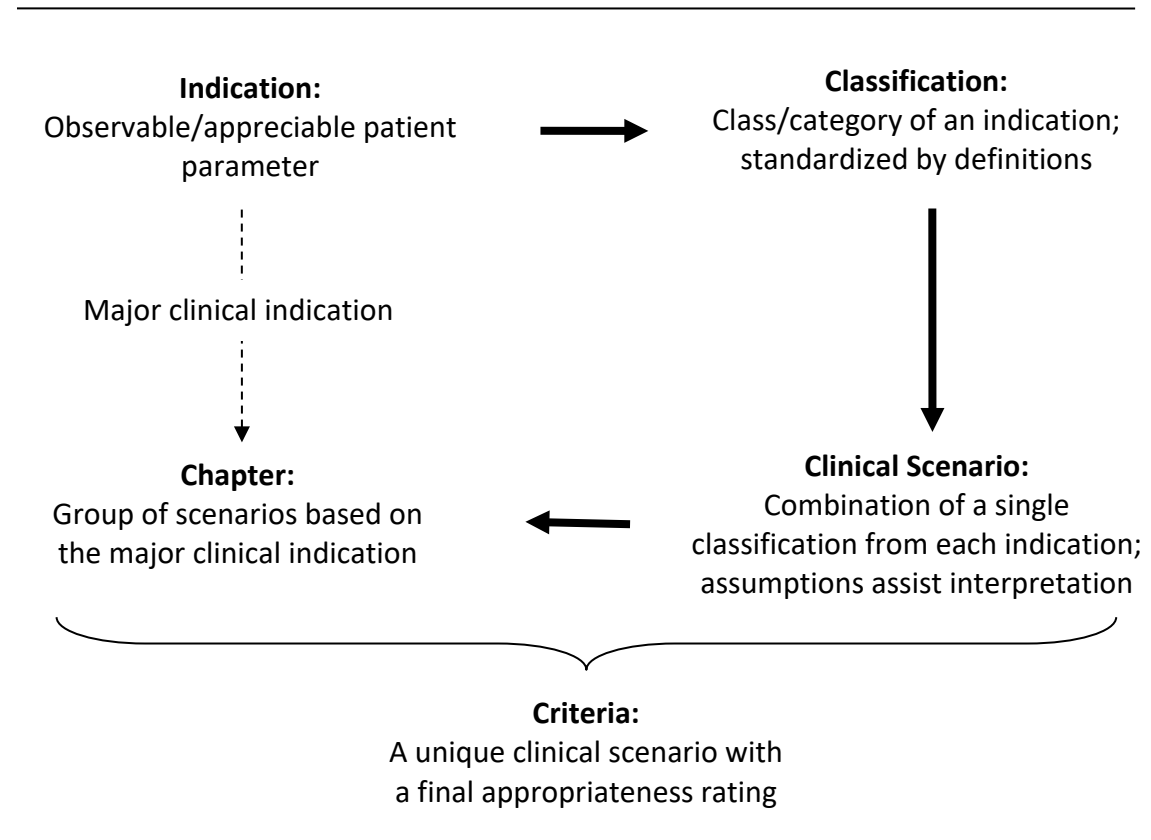 Indication:
Observable/appreciable patient
parameter
Classification:
Class/category of an indication;
standardized by definitions
Major clinical indication
Chapter:
Group of scenarios based on
the major clinical indication
Clinical Scenario:
Combination of a single
classification from each indication;
assumptions assist interpretation
Criteria:
A unique clinical scenario with
a final appropriateness rating